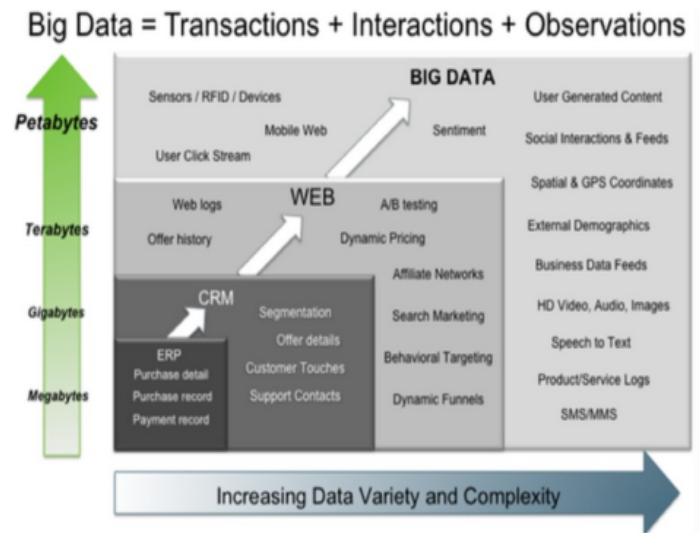 Big Data = Transactions + Interactions + Observations
Petabytes
Terabytes
Gigabytes
Megabytes
BIG DATA
Sensors / RFID / Devices
Mobile Web
Sentiment
User Click Stream
User Generated Content
Social Interactions & Feeds
Spatial & GPS Coordinates
External Demographics
Business Data Feeds
HD Video, Audio, Images
Speech to Text
Product/Service Logs
SMS/MMS
WEB
Web logs
A/B testing
Offer history
Dynamic Pricing
Affiliate Networks
Search Marketing
Behavioral Targeting
Dynamic Funnels
CRM
Segmentation
Offer details
Customer Touches
Support Contacts
ERP
Purchase detail
Purchase record
Payment record
Increasing Data Variety and Complexity